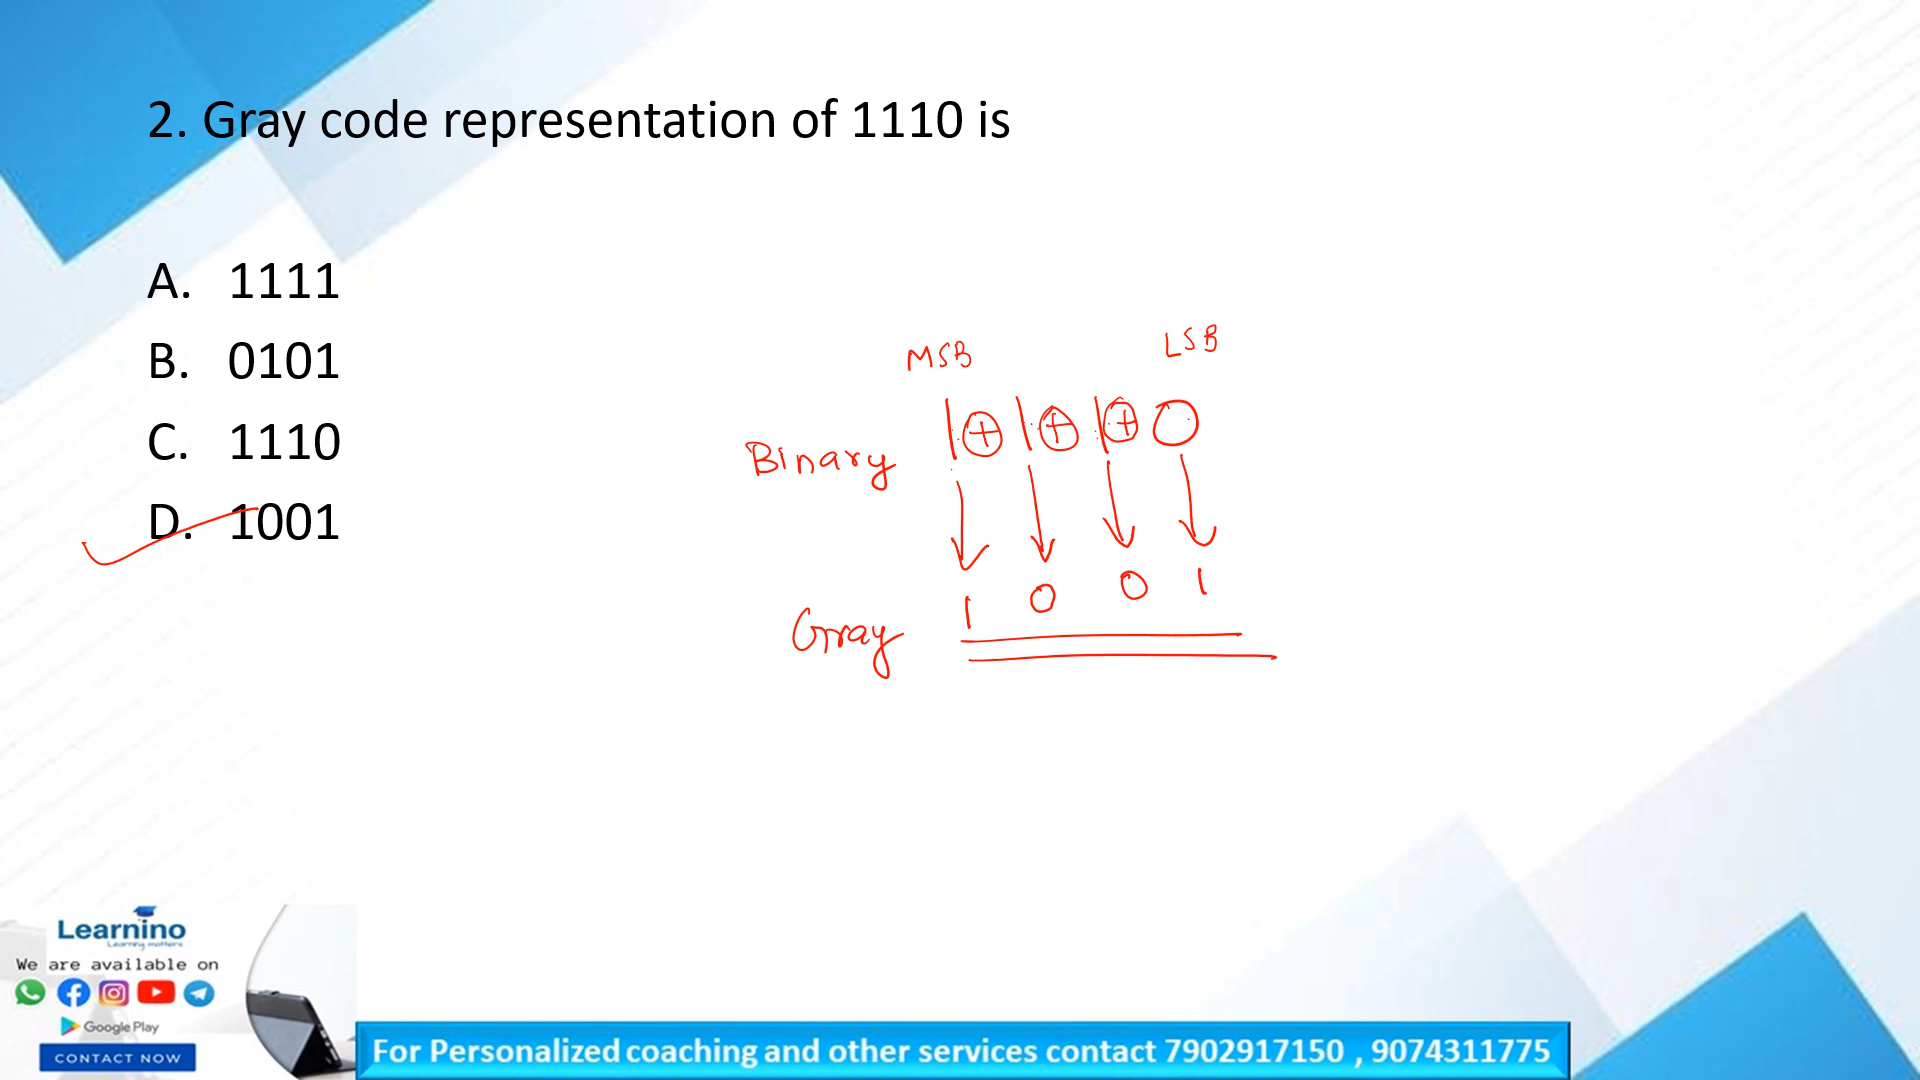 2. Gray code representation of 1110 is
A. 1111
B. 0101
C. 1110
D. 1001
MSB LSB
Binary 1 ⊕ 1 ⊕ 1 ⊕ 0
Gray 1 0 0 1
Learnino
Learning matters
We are available on
Google Play
CONTACT NOW
For Personalized coaching and other services contact 7902917150 , 9074311775